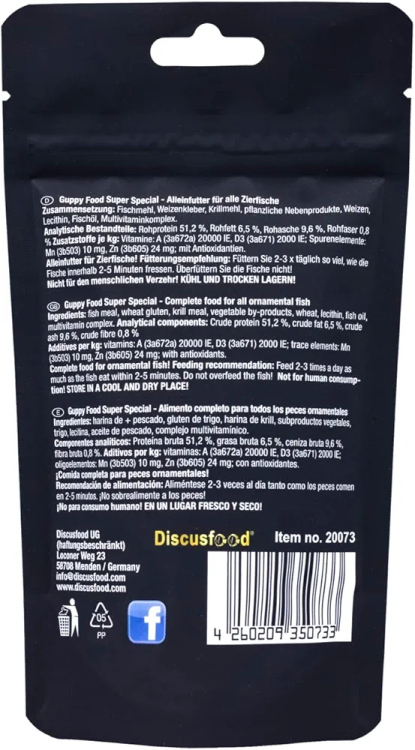 D Guppy Food Super Special - Alleinfutter für alle Zierfische
Zusammensetzung: Fischmehl, Weizenkleber, Krillmehl, pflanzliche Nebenprodukte, Weizen,
Lecithin, Fischöl, Multivitaminkomplex.
Analytische Bestandteile: Rohprotein 51,2 %, Rohfett 6,5 %, Rohasche 9,6 %, Rohfaser 0,8
% Zusatzstoffe je kg: Vitamine: A (3a672a) 20000 IE, D3 (3a671) 2000 IE; Spurenelemente:
Mn (3b503) 10 mg, Zn (3b605) 24 mg; mit Antioxidantien.
Alleinfutter für Zierfische! Fütterungsempfehlung: Füttern Sie 2-3 x täglich so viel, wie die
Fische innerhalb 2-5 Minuten fressen. Überfüttern Sie die Fische nicht!
Nicht für den menschlichen Verzehr! KÜHL UND TROCKEN LAGERN!
GB Guppy Food Super Special - Complete food for all ornamental fish
Ingredients: fish meal, wheat gluten, krill meal, vegetable by-products, wheat, lecithin, fish oil,
multivitamin complex. Analytical components: Crude protein 51,2 %, crude fat 6,5 %, crude
ash 9,6 %, crude fibre 0,8 %
Additives per kg: vitamins: A (3a672a) 20000 IE, D3 (3a671) 2000 IE; trace elements: Mn
(3b503) 10 mg, Zn (3b605) 24 mg; with antioxidants.
Complete food for ornamental fish! Feeding recommendation: Feed 2-3 times a day as
much as the fish eat within 2-5 minutes. Do not overfeed the fish! Not for human consump-
tion! STORE IN A COOL AND DRY PLACE!
E Guppy Food Super Special - Alimento completo para todos los peces ornamentales
Ingredientes: harina de + pescado, gluten de trigo, harina de krill, subproductos vegetales,
trigo, lectina, aceite de pescado, complejo multivitamínico.
Componentes analíticos: Proteína bruta 51,2 %, grasa bruta 6,5 %, ceniza bruta 9,6 %,
fibra bruta 0,8 %. Aditivos por kg: vitaminas: A (3a672a) 20000 IE, D3 (3a671) 2000 IE;
oligoelementos: Mn (3b503) 10 mg, Zn (3b605) 24 mg; con antioxidantes.
¡Comida completa para peces ornamentales!
Recomendación de alimentación: Aliméntese 2-3 veces al día tanto como los peces comen
en 2-5 minutos. ¡No sobrealimente a los peces!
¡No para consumo humano! EN UN LUGAR FRESCO Y SECO!
Discusfood UG
(haftungsbeschränkt)
Loconer Weg 23
58708 Menden / Germany
info@discusfood.com
www.discusfood.com
Discusfood®
Item no. 20073
05
PP
f
4 260209 350733